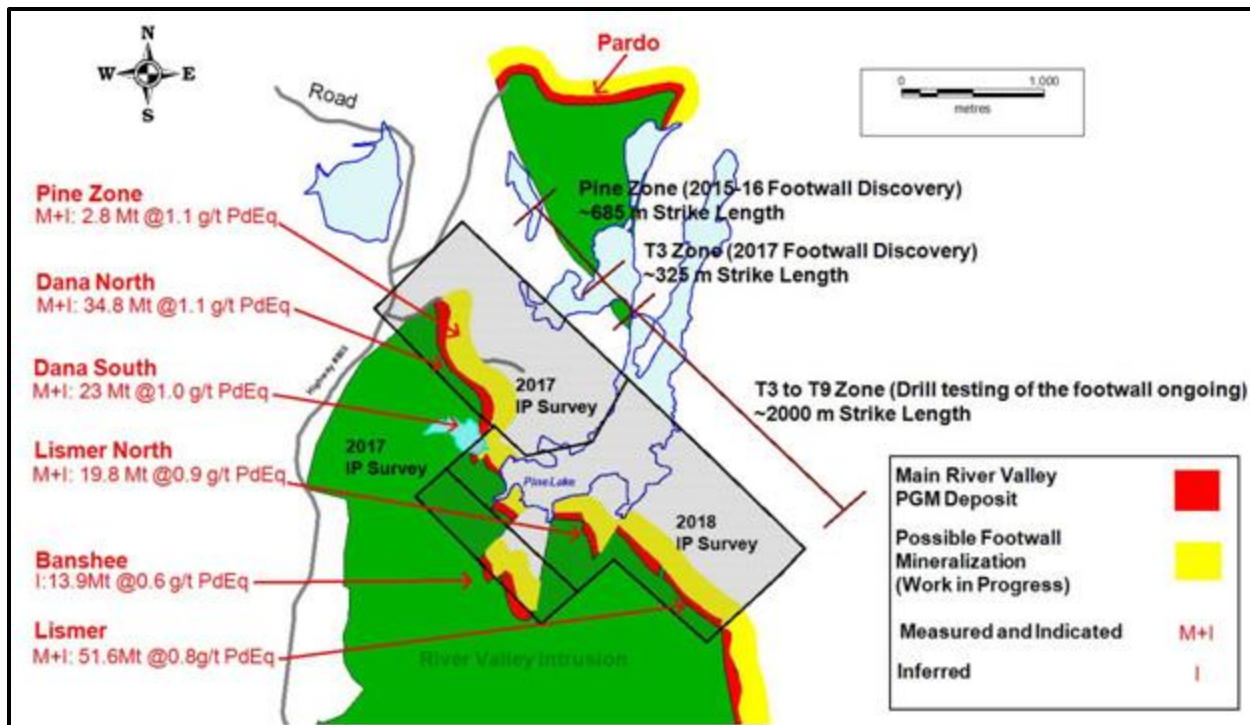 N
W E
S
Road
Pardo
0 1,000
metres
Pine Zone
M+I: 2.8 Mt @1.1 g/t PdEq
Dana North
M+I: 34.8 Mt @1.1 g/t PdEq
Dana South
M+I: 23 Mt @1.0 g/t PdEq
Lismer North
M+I: 19.8 Mt @0.9 g/t PdEq
Banshee
I:13.9Mt @0.6 g/t PdEq
Lismer
M+I: 51.6Mt @0.8g/t PdEq
Pine Zone (2015-16 Footwall Discovery)
~685 m Strike Length
T3 Zone (2017 Footwall Discovery)
~325 m Strike Length
T3 to T9 Zone (Drill testing of the footwall ongoing)
~2000 m Strike Length
Highway
2017
IP Survey
2017
IP Survey
Pine Lake
2018
IP Survey
River Valley Intrusion
Main River Valley
PGM Deposit
Possible Footwall
Mineralization
(Work in Progress)
Measured and Indicated M+I
Inferred I